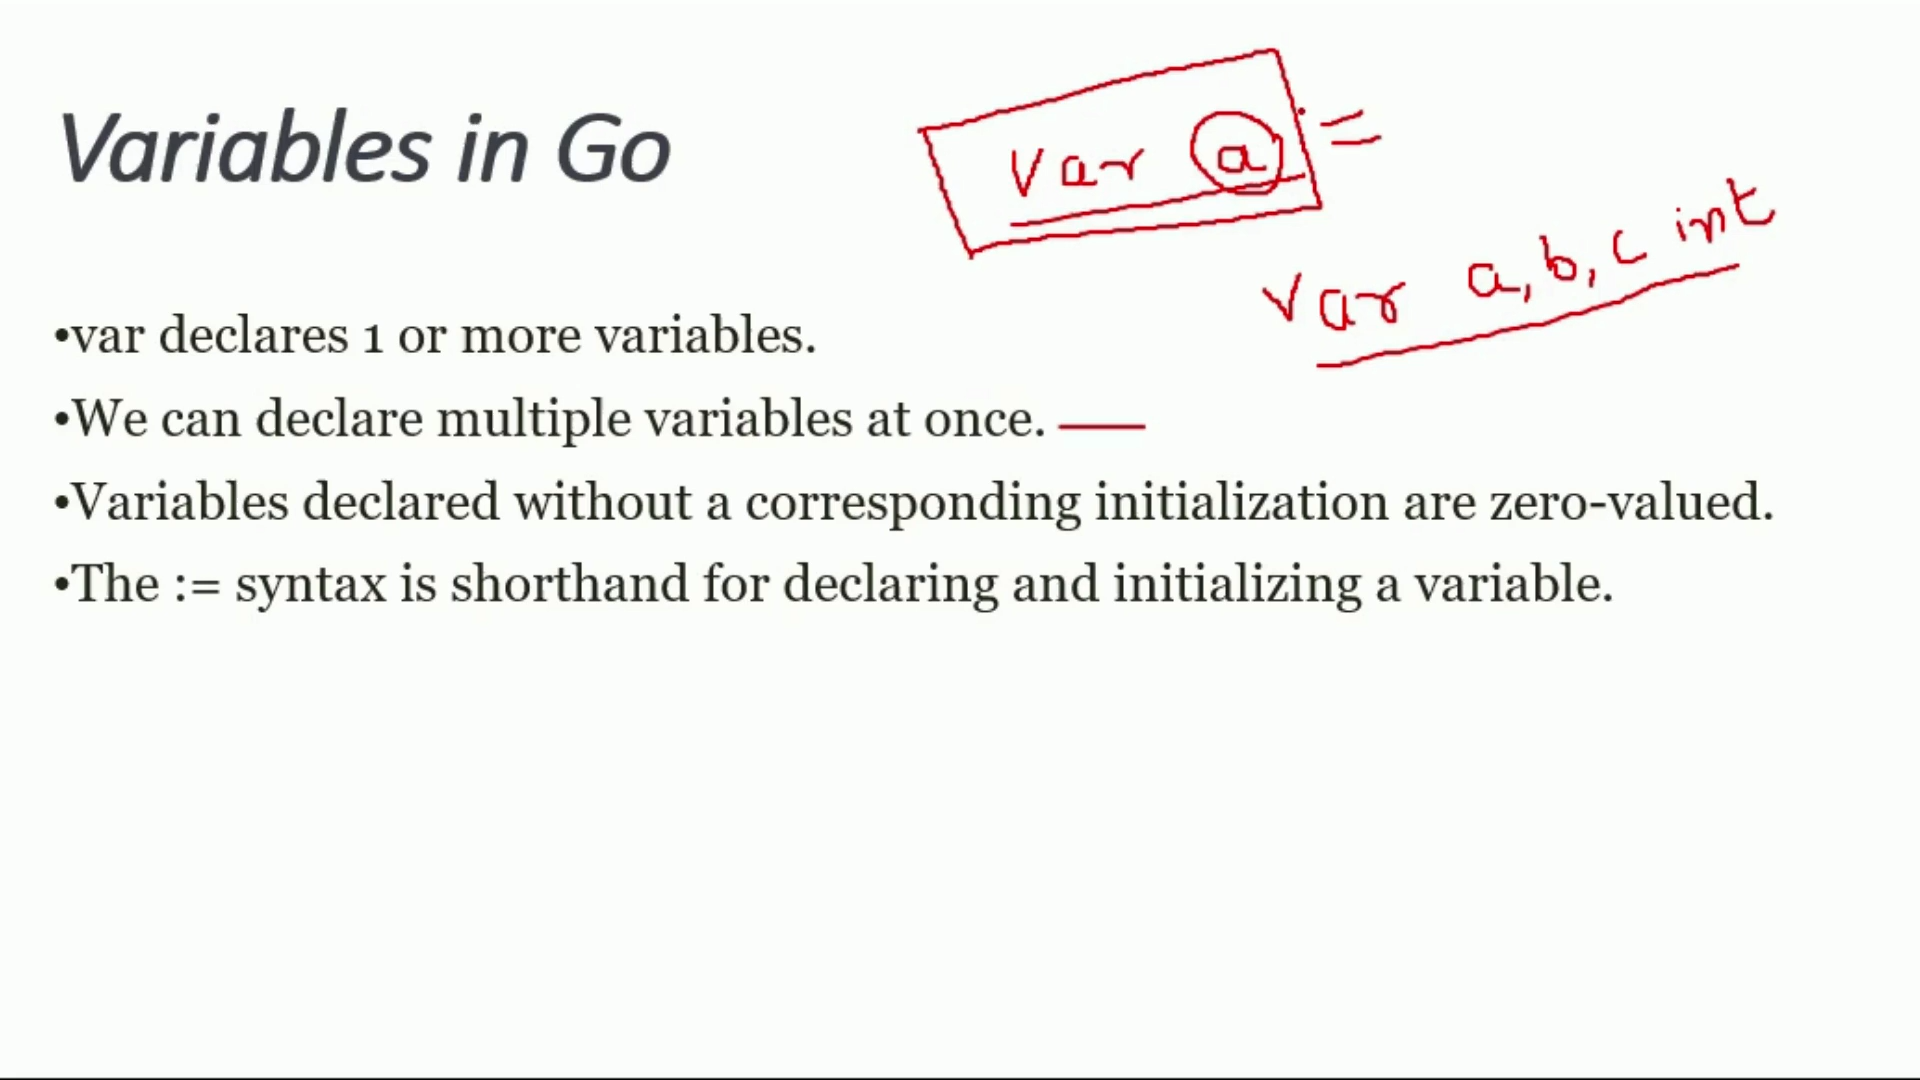 Variables in Go
var a =
var a, b, c int
•var declares 1 or more variables.
•We can declare multiple variables at once.
•Variables declared without a corresponding initialization are zero-valued.
•The := syntax is shorthand for declaring and initializing a variable.